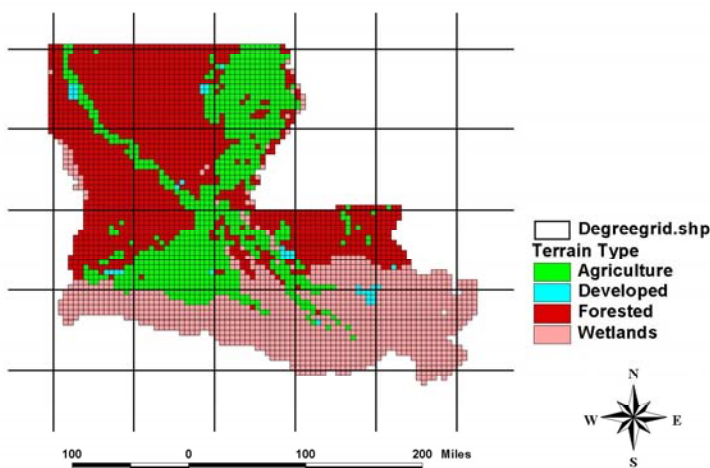 Degreegrid.shp
Terrain Type
Agriculture
Developed
Forested
Wetlands
N
W E
S
100 0 100 200 Miles